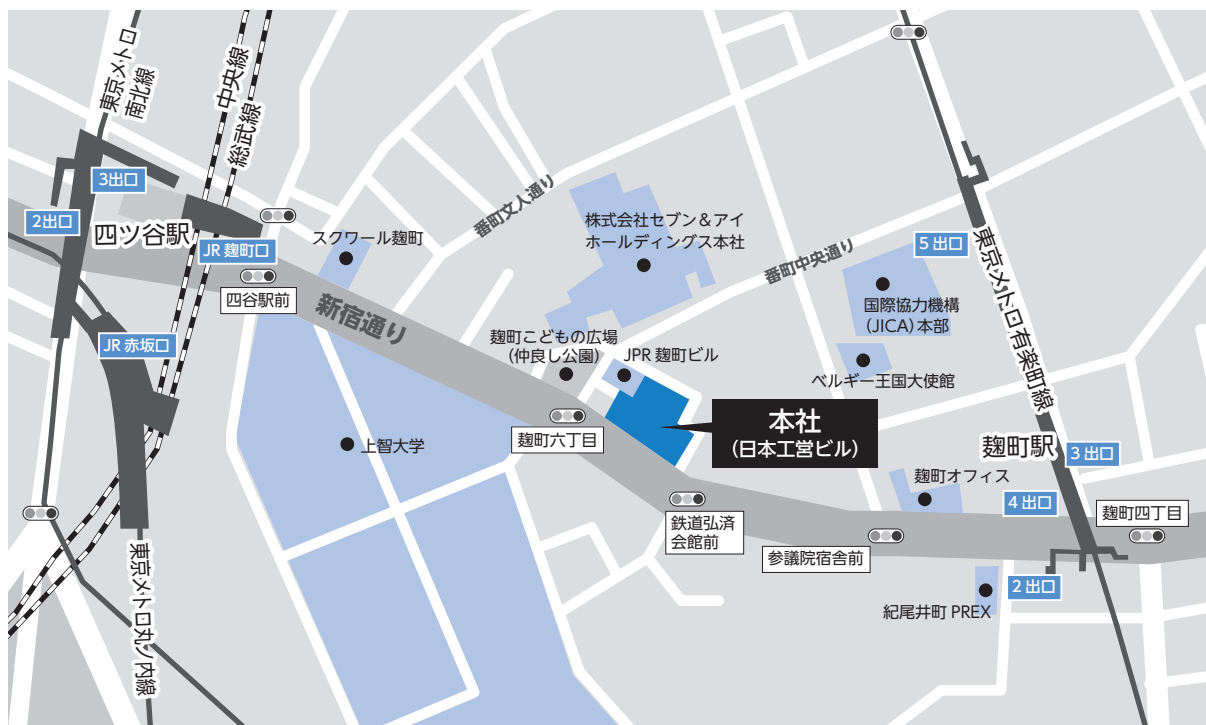 東京メトロ
南北線
中央線
総武線
3出口
2出口
四ツ谷駅
JR 麹町口
四谷駅前
JR 赤坂口
スクワール麹町
番町文人通り
株式会社セブン＆アイ
ホールディングス本社
番町中央通り
5 出口
国際協力機構
（JICA）本部
ベルギー王国大使館
東京メトロ有楽町線
新宿通り
麹町こどもの広場
（仲良し公園）
JPR 麹町ビル
本社
（日本工営ビル）
麹町六丁目
上智大学
麹町駅
3 出口
麹町オフィス
4 出口
麹町四丁目
鉄道弘済
会館前
参議院宿舎前
2 出口
紀尾井町 PREX
東京メトロ丸ノ内線